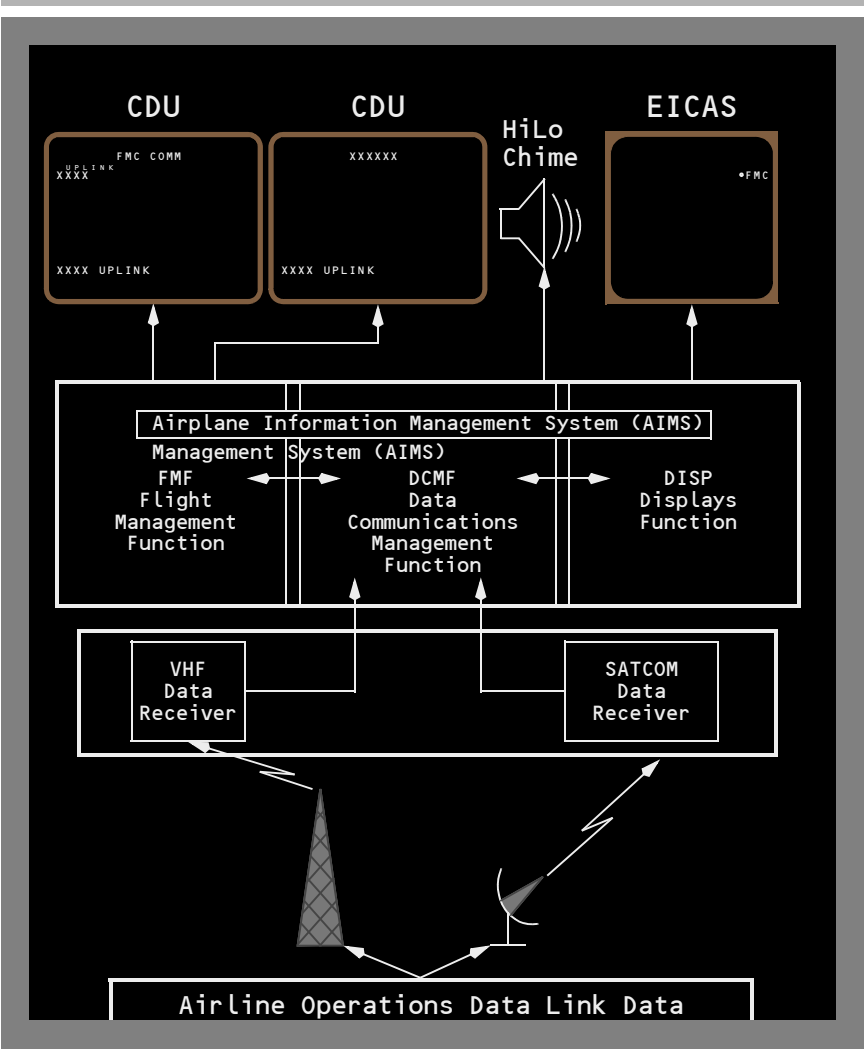 CDU
CDU
EICAS
HiLo
Chime
FMC COMM
UPLINK
XXXX
XXXX UPLINK
XXXXXX
XXXX UPLINK
•FMC
Airplane Information Management System (AIMS)
Management System (AIMS)
FMF
Flight
Management
Function
DCMF
Data
Communications
Management
Function
DISP
Displays
Function
VHF
Data
Receiver
SATCOM
Data
Receiver
Airline Operations Data Link Data